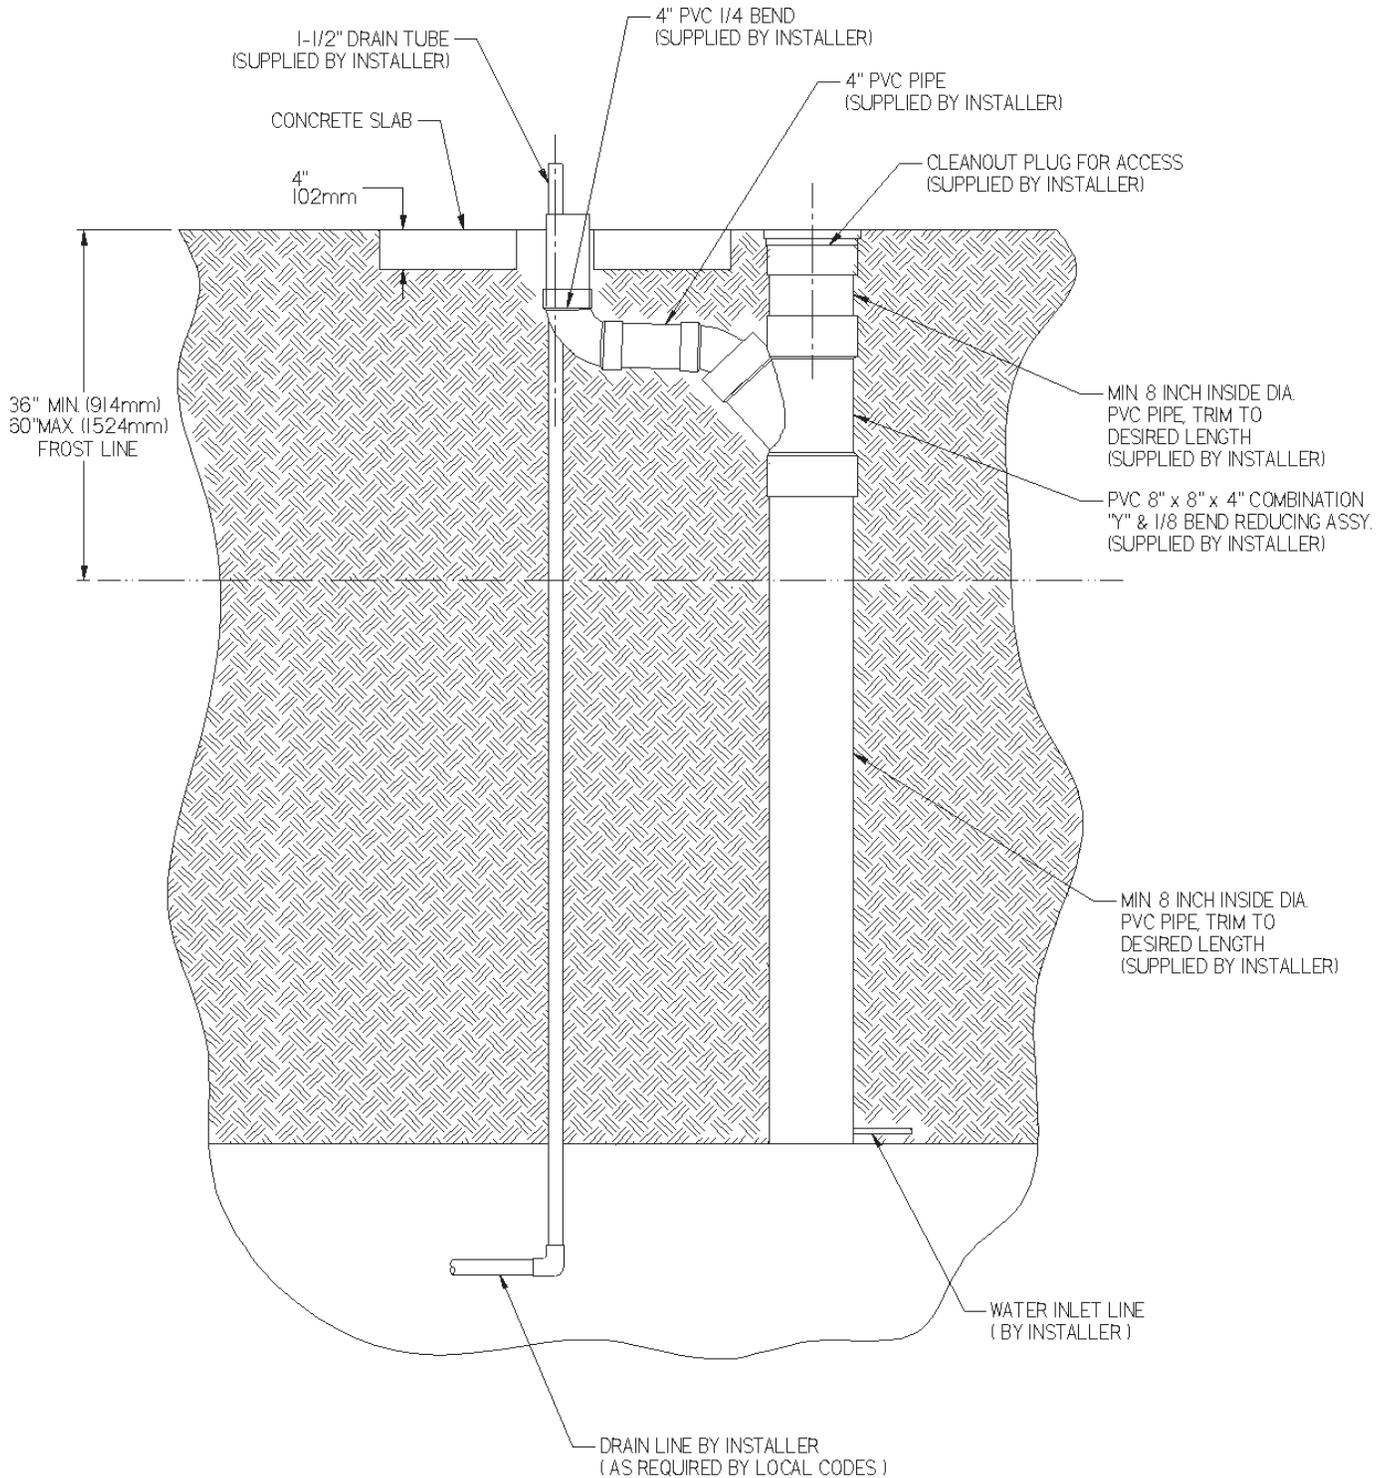 4" PVC 1/4 BEND
(SUPPLIED BY INSTALLER)
1-1/2" DRAIN TUBE
(SUPPLIED BY INSTALLER)
4" PVC PIPE
(SUPPLIED BY INSTALLER)
CONCRETE SLAB
CLEANOUT PLUG FOR ACCESS
(SUPPLIED BY INSTALLER)
4"
102mm
36" MIN. (914mm)
60"MAX. (1524mm)
FROST LINE
MIN. 8 INCH INSIDE DIA.
PVC PIPE, TRIM TO
DESIRED LENGTH
(SUPPLIED BY INSTALLER)
PVC 8" x 8" x 4" COMBINATION
"Y" & 1/8 BEND REDUCING ASSY.
(SUPPLIED BY INSTALLER)
MIN. 8 INCH INSIDE DIA.
PVC PIPE, TRIM TO
DESIRED LENGTH
(SUPPLIED BY INSTALLER)
WATER INLET LINE
( BY INSTALLER )
DRAIN LINE BY INSTALLER
( AS REQUIRED BY LOCAL CODES )